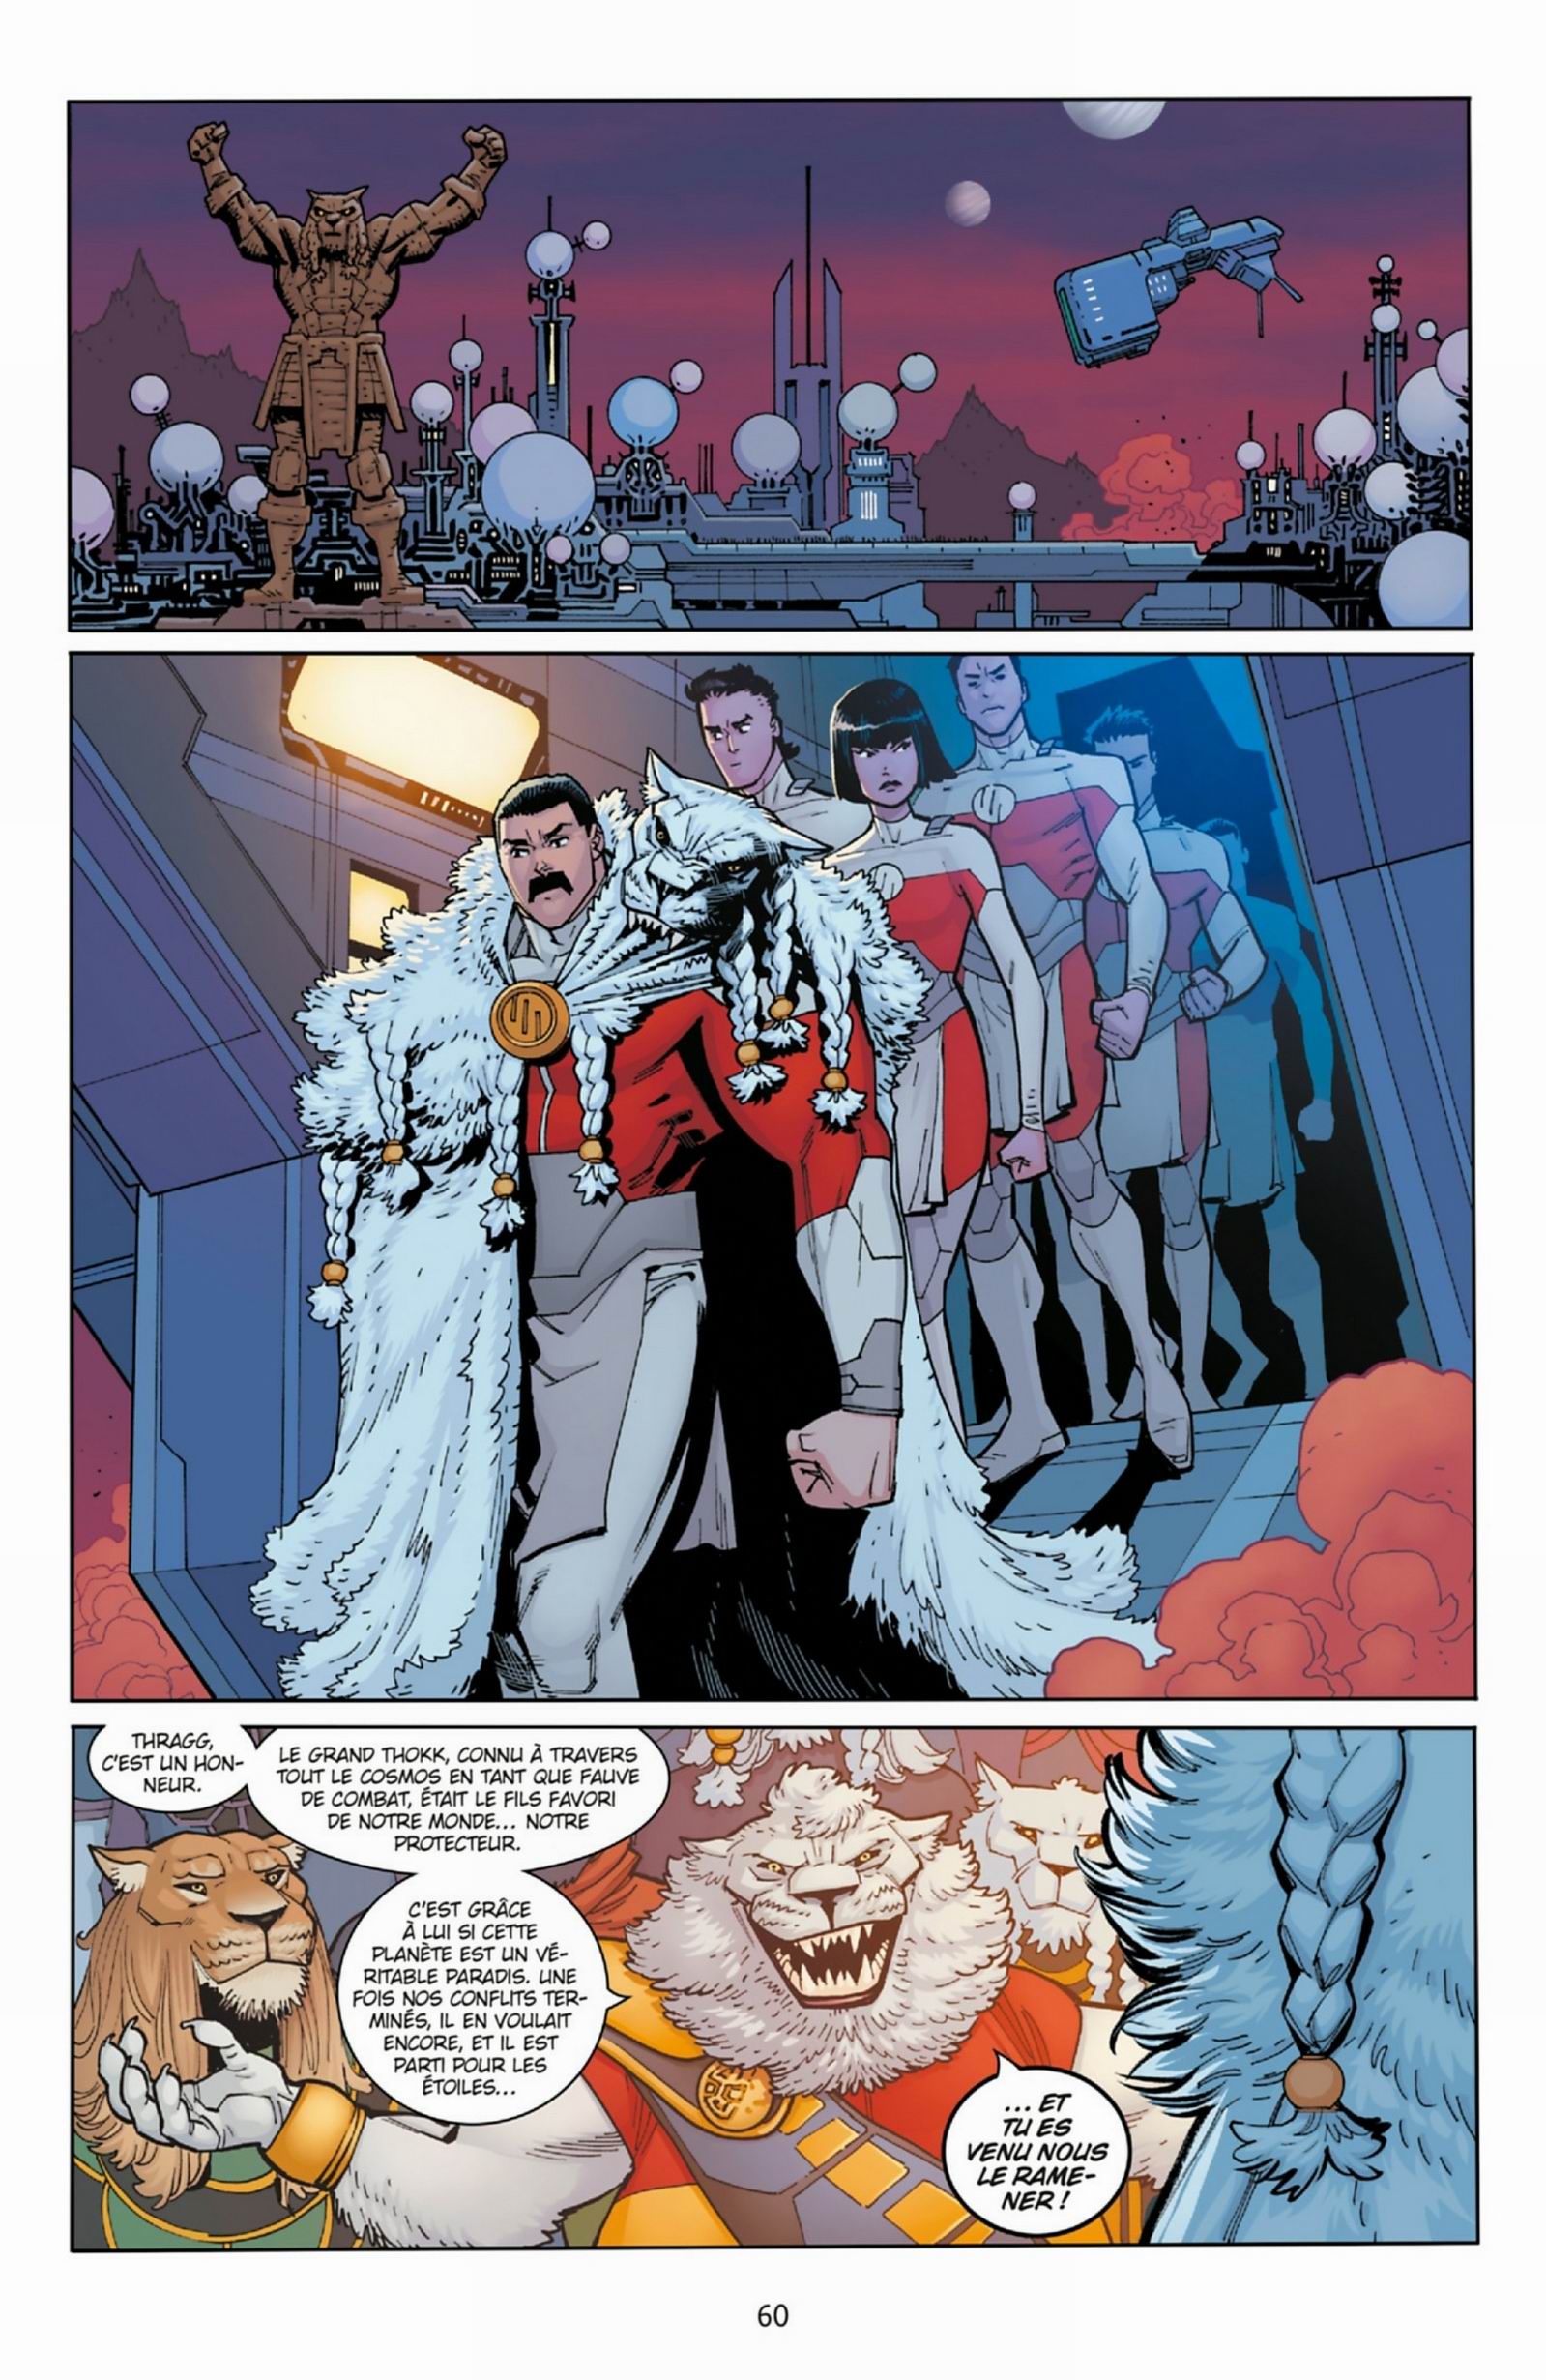 THRAGG,
C'EST UN HON-
NEUR.
LE GRAND THOKK, CONNU À TRAVERS
TOUT LE COSMOS EN TANT QUE FAUVE
DE COMBAT, ÉTAIT LE FILS FAVORI
DE NOTRE MONDE... NOTRE
PROTECTEUR.
C'EST GRÂCE
À LUI SI CETTE
PLANÈTE EST UN VÉ-
RITABLE PARADIS. UNE
FOIS NOS CONFLITS TER-
MINÉS, IL EN VOULAIT
ENCORE, ET IL EST
PARTI POUR LES
ÉTOILES...
... ET
TU ES
VENU NOUS
LE RAME-
NER !
60